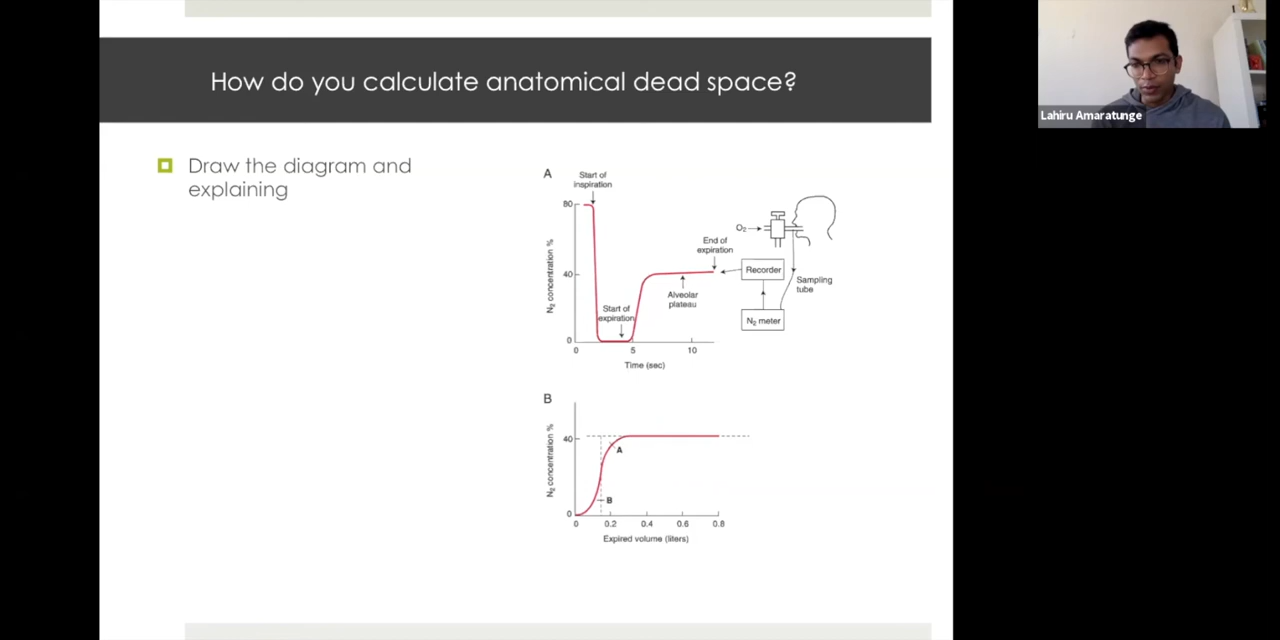 How do you calculate anatomical dead space?
Lahiru Amaratunge
Draw the diagram and
explaining
A
Start of
inspiration
80
40
0
N2 concentration %
Start of
expiration
Alveolar
plateau
End of
expiration
0 5 10
Time (sec)
O2
Recorder
Sampling
tube
N2 meter
B
40
0
N2 concentration %
A
B
0 0.2 0.4 0.6 0.8
Expired volume (liters)